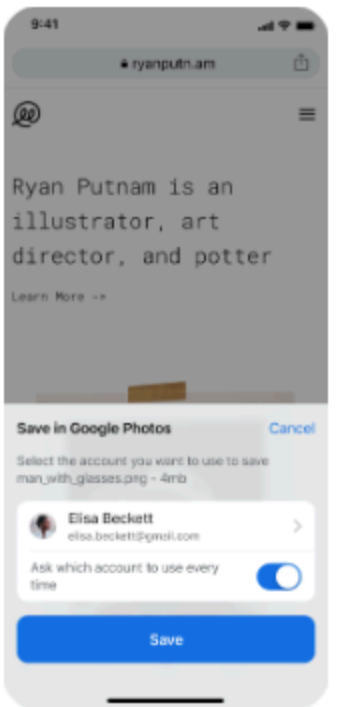 9:41
ryanputn.am
Ryan Putnam is an
illustrator, art
director, and potter
Learn More ->
Save in Google Photos
Cancel
Select the account you want to use to save
man_with_glasses.png - 4mb
Elisa Beckett
elisa.beckett@gmail.com
Ask which account to use every
time
Save